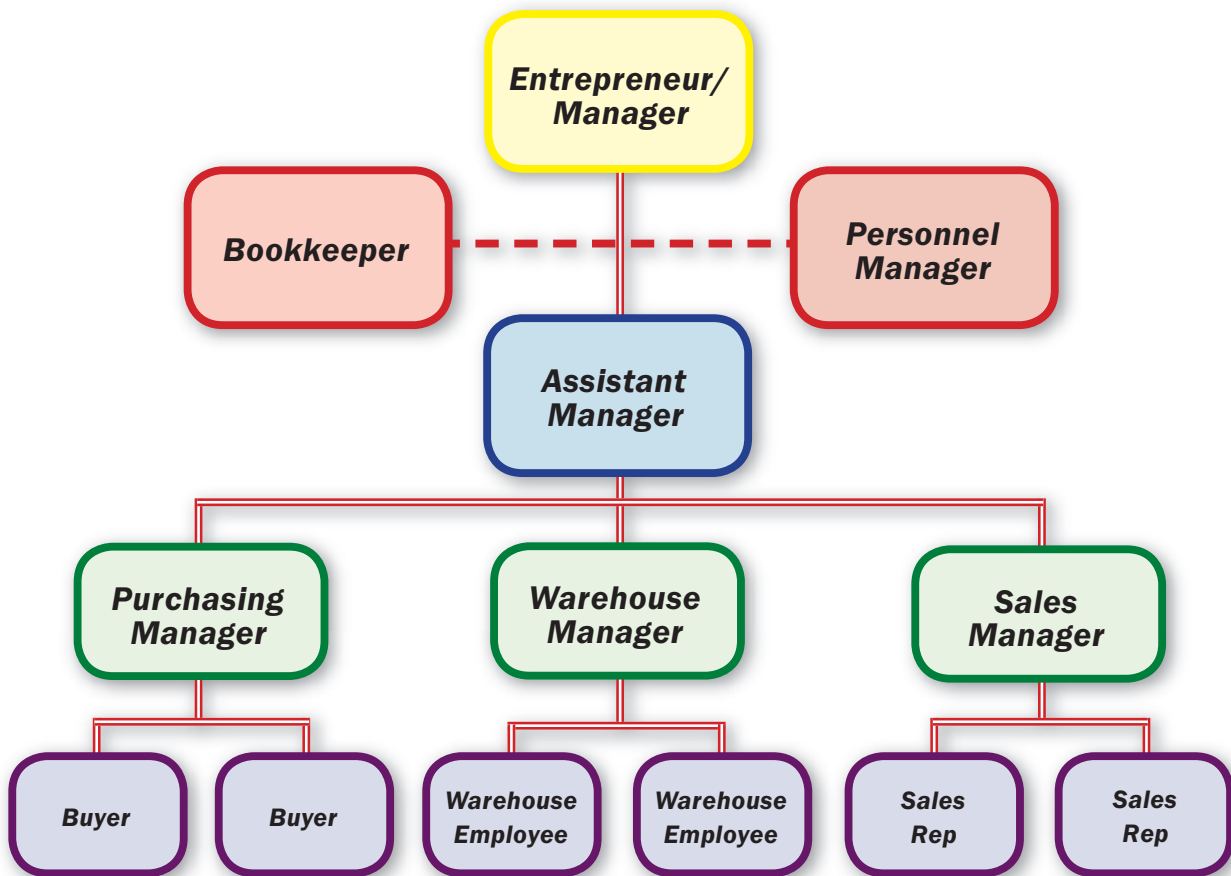 Entrepreneur/
Manager
Bookkeeper
Personnel
Manager
Assistant
Manager
Purchasing
Manager
Warehouse
Manager
Sales
Manager
Buyer
Buyer
Warehouse
Employee
Warehouse
Employee
Sales
Rep
Sales
Rep